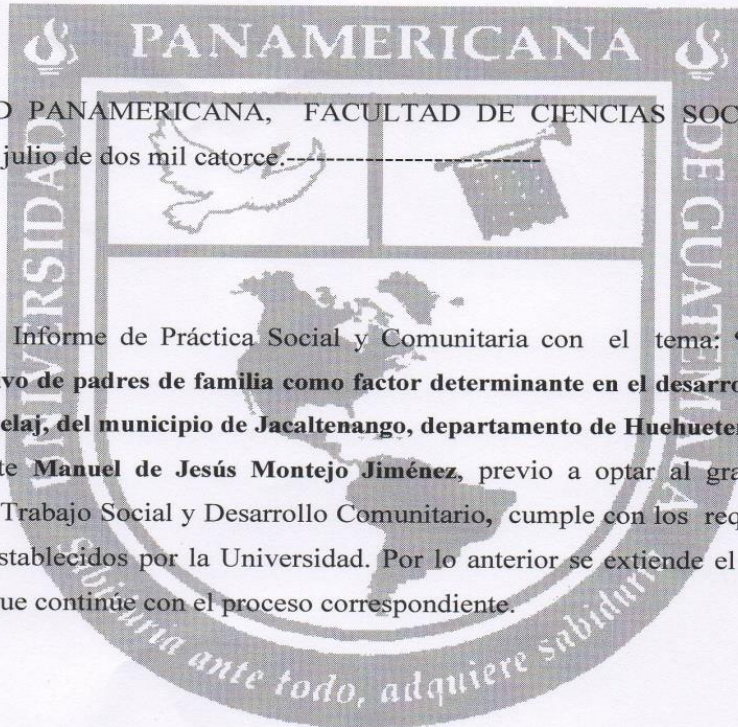 PANAMERICANA
UNIVERSIDAD
DE GUATEMALA
D PANAMERICANA, FACULTAD DE CIENCIAS SOC
julio de dos mil catorce.--------------------
Informe de Práctica Social y Comunitaria con el tema: "
vo de padres de familia como factor determinante en el desarro
elaj, del municipio de Jacaltenango, departamento de Huehueten
te Manuel de Jesús Montejo Jiménez, previo a optar al gra
Trabajo Social y Desarrollo Comunitario, cumple con los req
stablecidos por la Universidad. Por lo anterior se extiende el
ue continúe con el proceso correspondiente.
Sabiduría ante todo, adquiere sabiduría